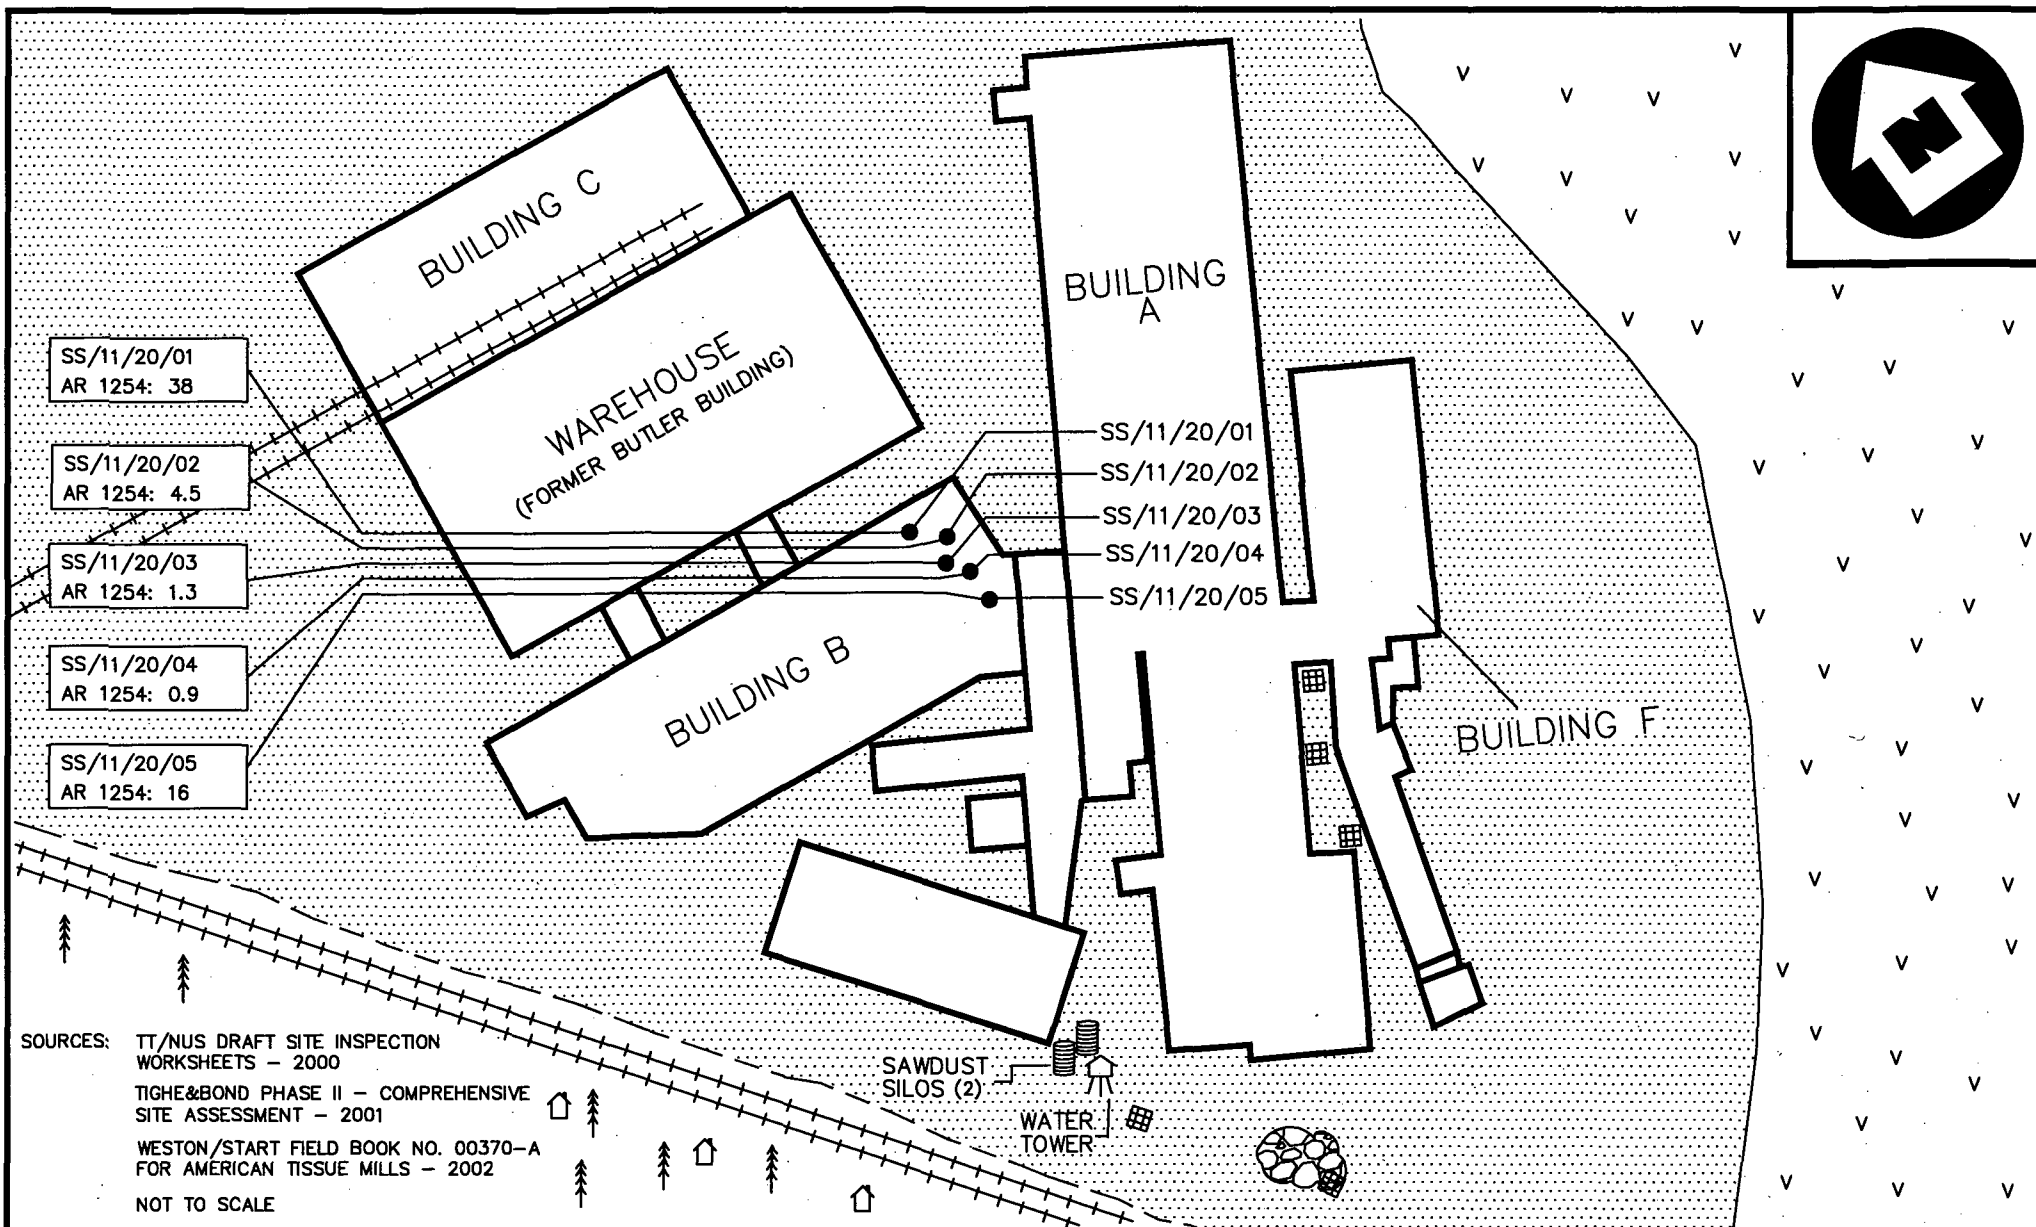 N
BUILDING C
BUILDING
A
SS/11/20/01
AR 1254: 38
WAREHOUSE
(FORMER BUTLER BUILDING)
SS/11/20/01
SS/11/20/02
AR 1254: 4.5
SS/11/20/02
SS/11/20/03
SS/11/20/04
SS/11/20/03
AR 1254: 1.3
SS/11/20/05
SS/11/20/04
AR 1254: 0.9
BUILDING B
BUILDING F
SS/11/20/05
AR 1254: 16
SOURCES: TT/NUS DRAFT SITE INSPECTION
WORKSHEETS – 2000
TIGHE&BOND PHASE II – COMPREHENSIVE
SITE ASSESSMENT – 2001
WESTON/START FIELD BOOK NO. 00370–A
FOR AMERICAN TISSUE MILLS – 2002
NOT TO SCALE
SAWDUST
SILOS (2)
WATER
TOWER